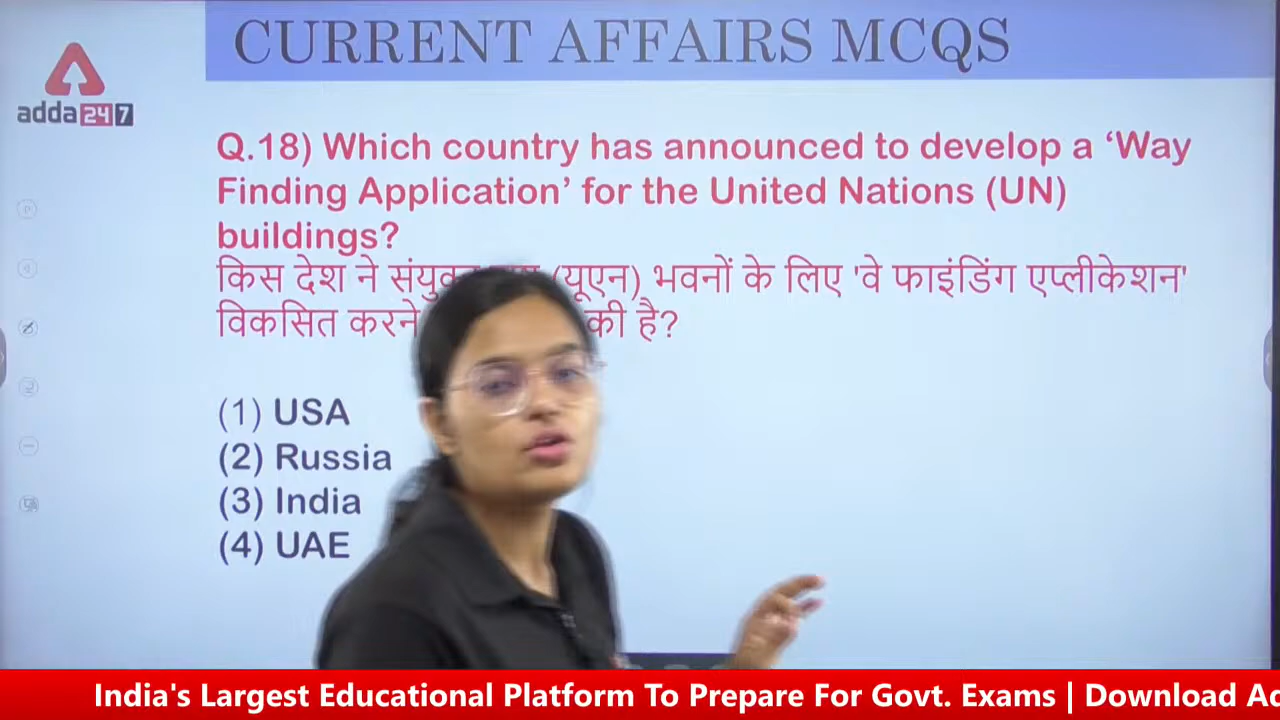 CURRENT AFFAIRS MCQS
adda247
Q.18) Which country has announced to develop a ‘Way
Finding Application’ for the United Nations (UN)
buildings?
किस देश ने (यूएन) भवनों के लिए 'वे फाइंडिंग एप्लीकेशन'
विकसित करने की है?
(1) USA
(2) Russia
(3) India
(4) UAE
India's Largest Educational Platform To Prepare For Govt. Exams | Download